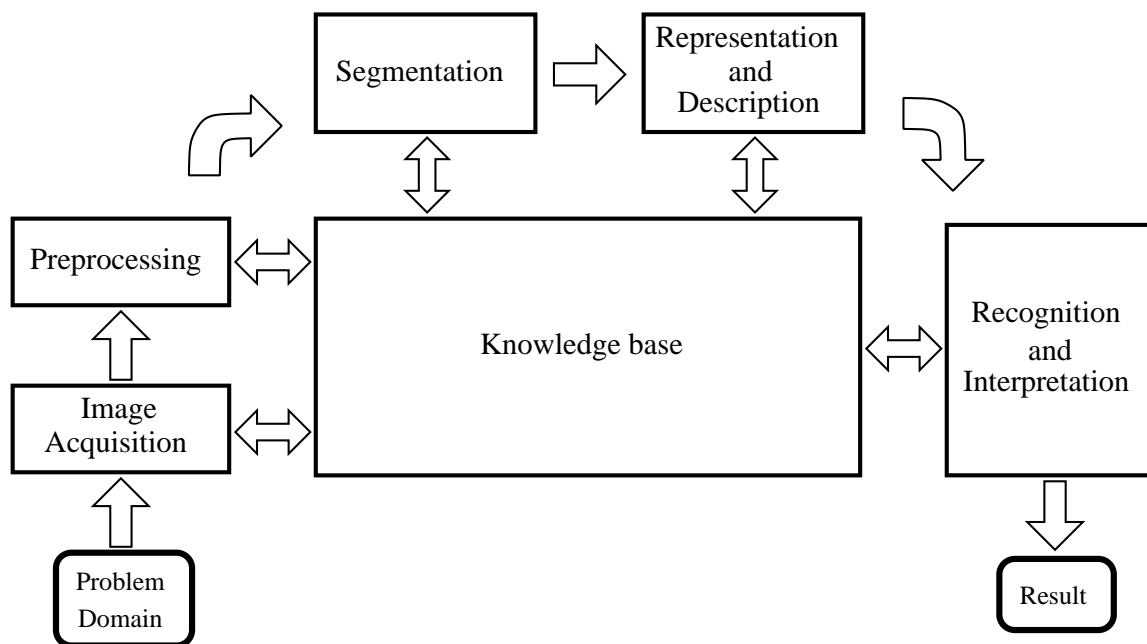 Segmentation
Representation
and
Description
Preprocessing
Knowledge base
Recognition
and
Interpretation
Image
Acquisition
Problem
Domain
Result